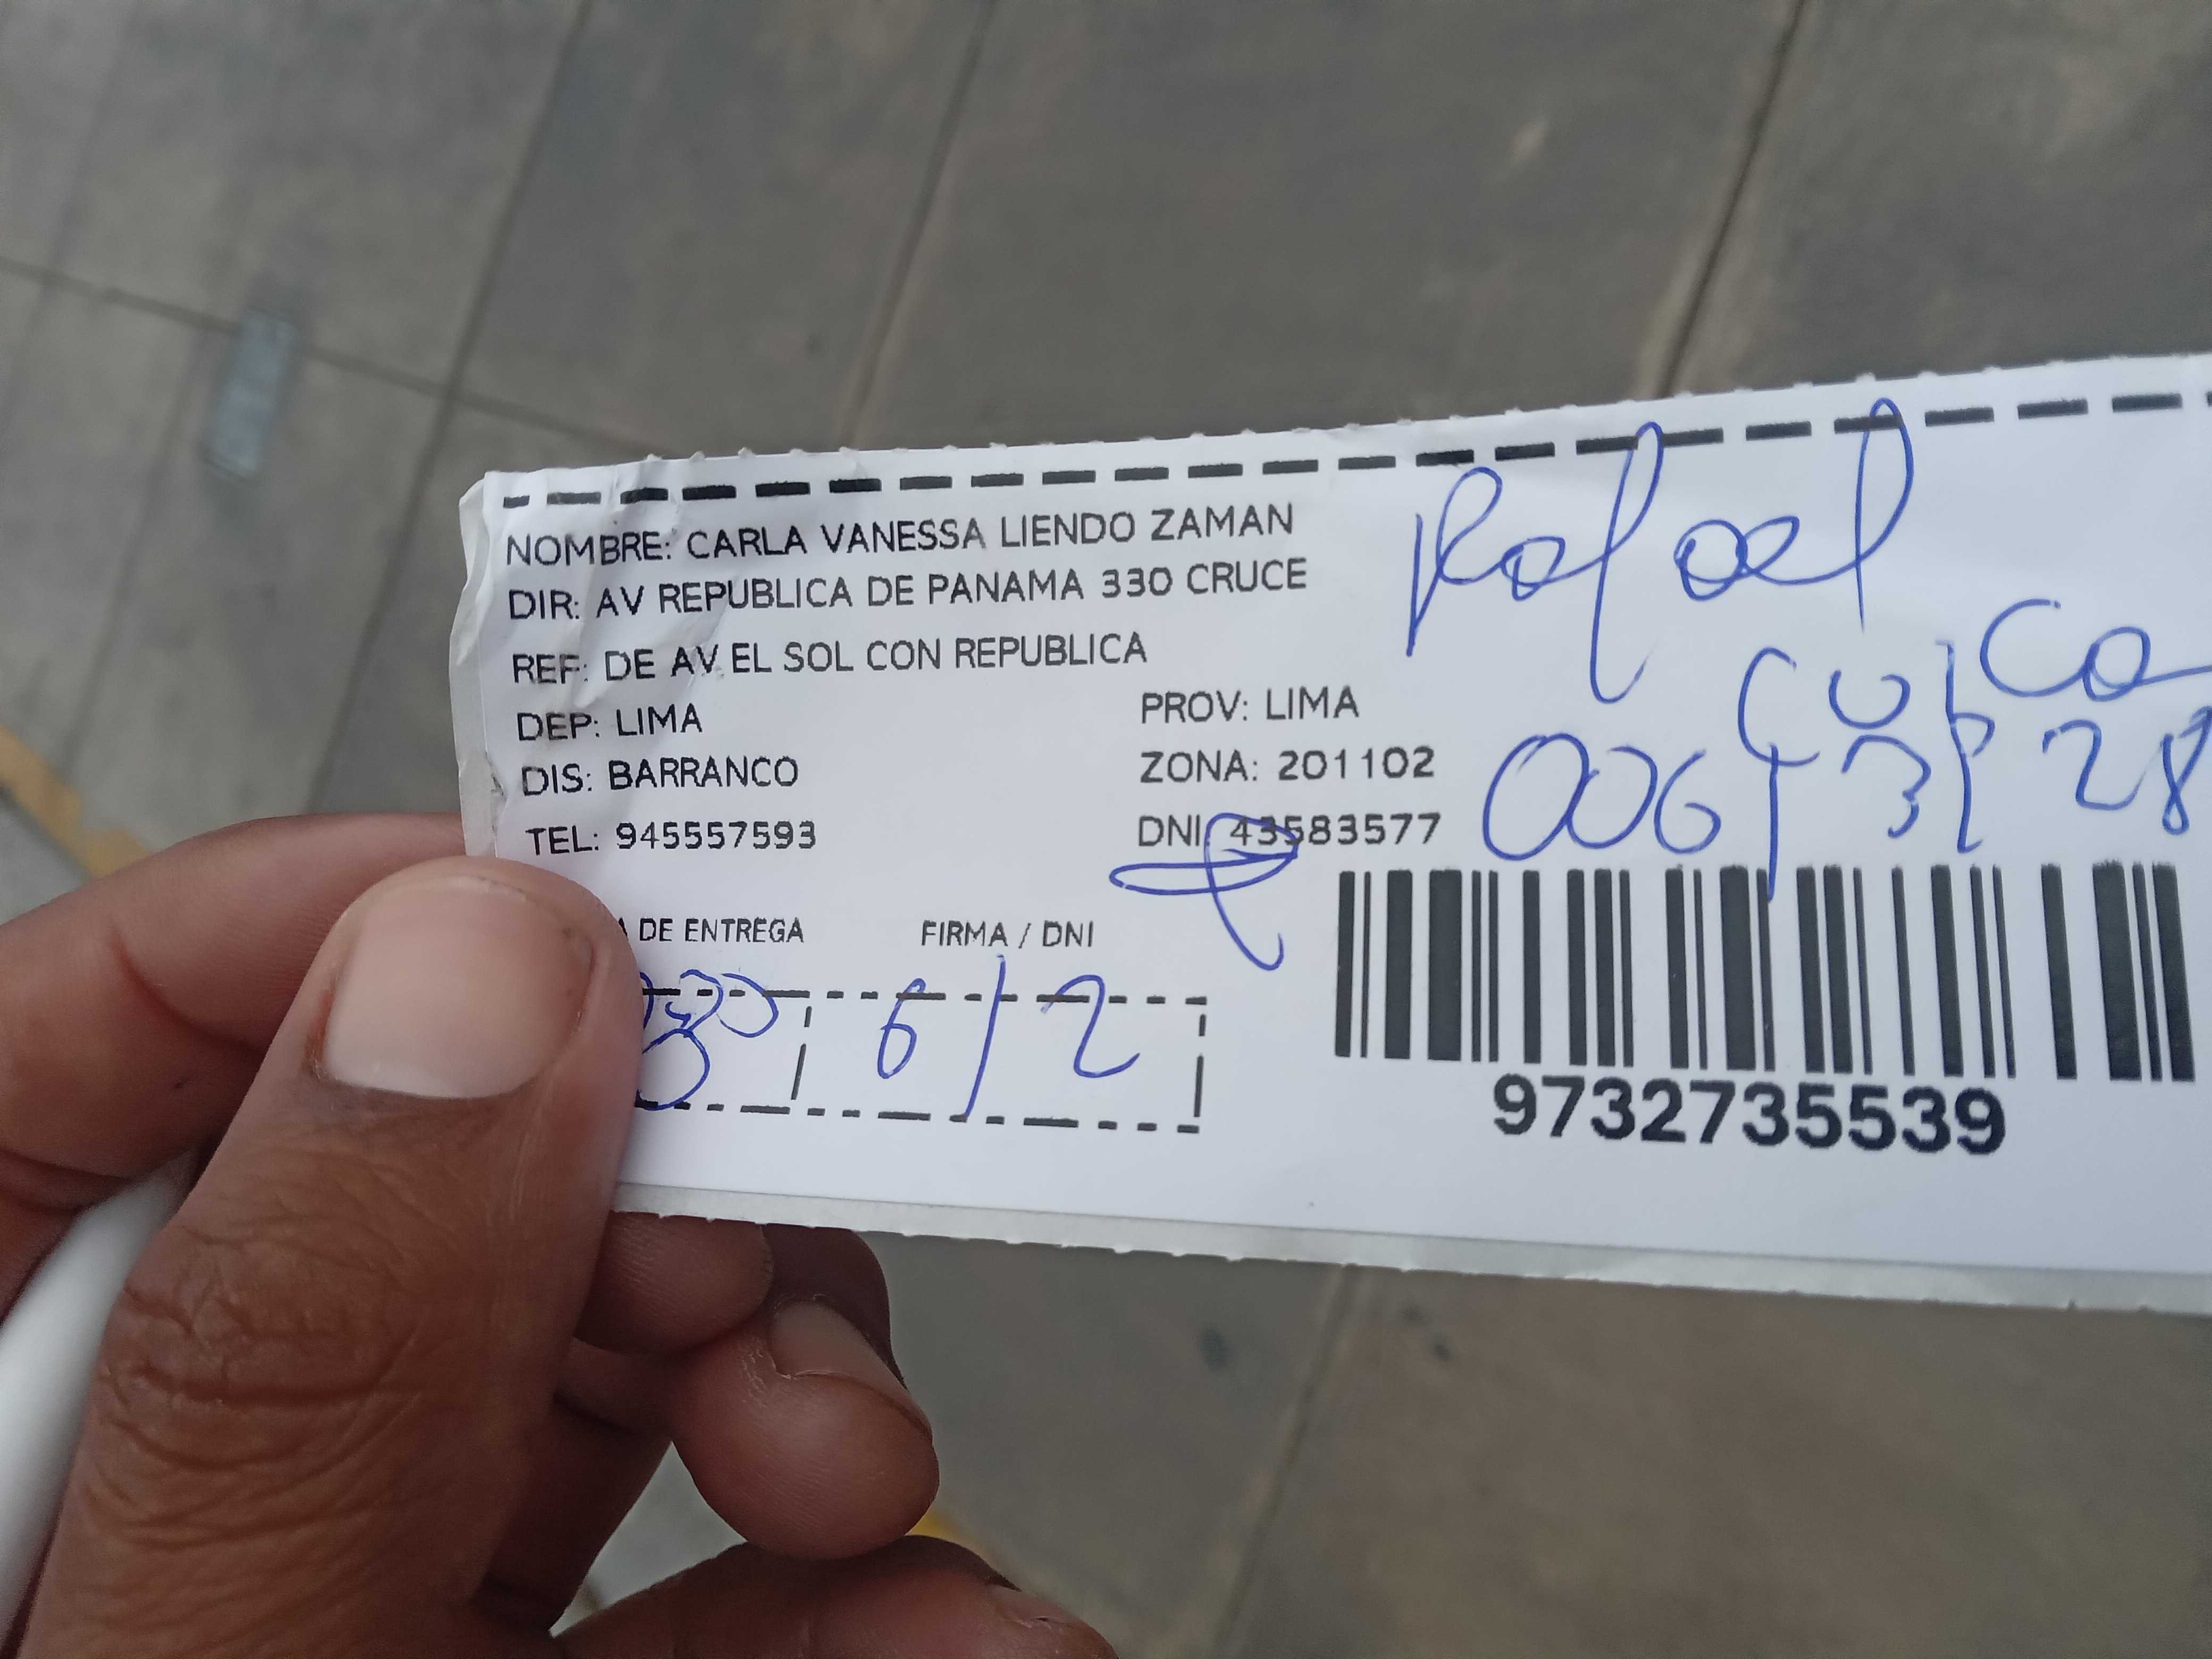 NOMBRE: CARLA VANESSA LIENDO ZAMAN
DIR: AV REPUBLICA DE PANAMA 330 CRUCE
REF: DE AV EL SOL CON REPUBLICA
DEP: LIMA PROV: LIMA
DIS: BARRANCO ZONA: 201102
TEL: 945557593 DNI: 43583577
DE ENTREGA FIRMA / DNI
6/2
Rafael
9732735539